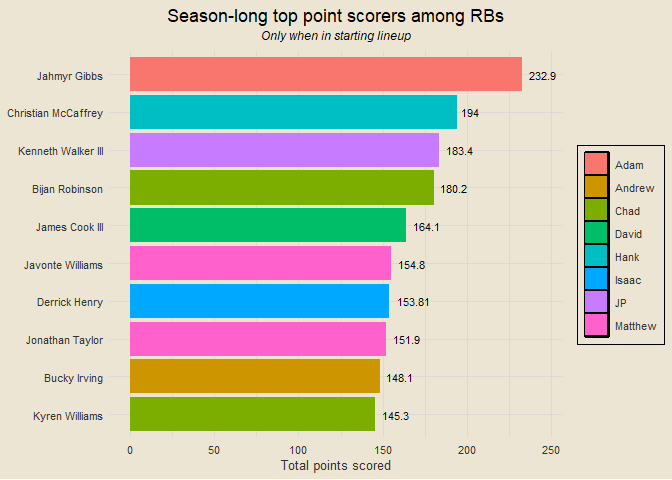 Season-long top point scorers among RBs
Only when in starting lineup
Jahmyr Gibbs 232.9
Christian McCaffrey 194
Kenneth Walker III 183.4
Bijan Robinson 180.2
James Cook III 164.1
Javonte Williams 154.8
Derrick Henry 153.81
Jonathan Taylor 151.9
Bucky Irving 148.1
Kyren Williams 145.3
0 50 100 150 200 250
Total points scored
Adam
Andrew
Chad
David
Hank
Isaac
JP
Matthew